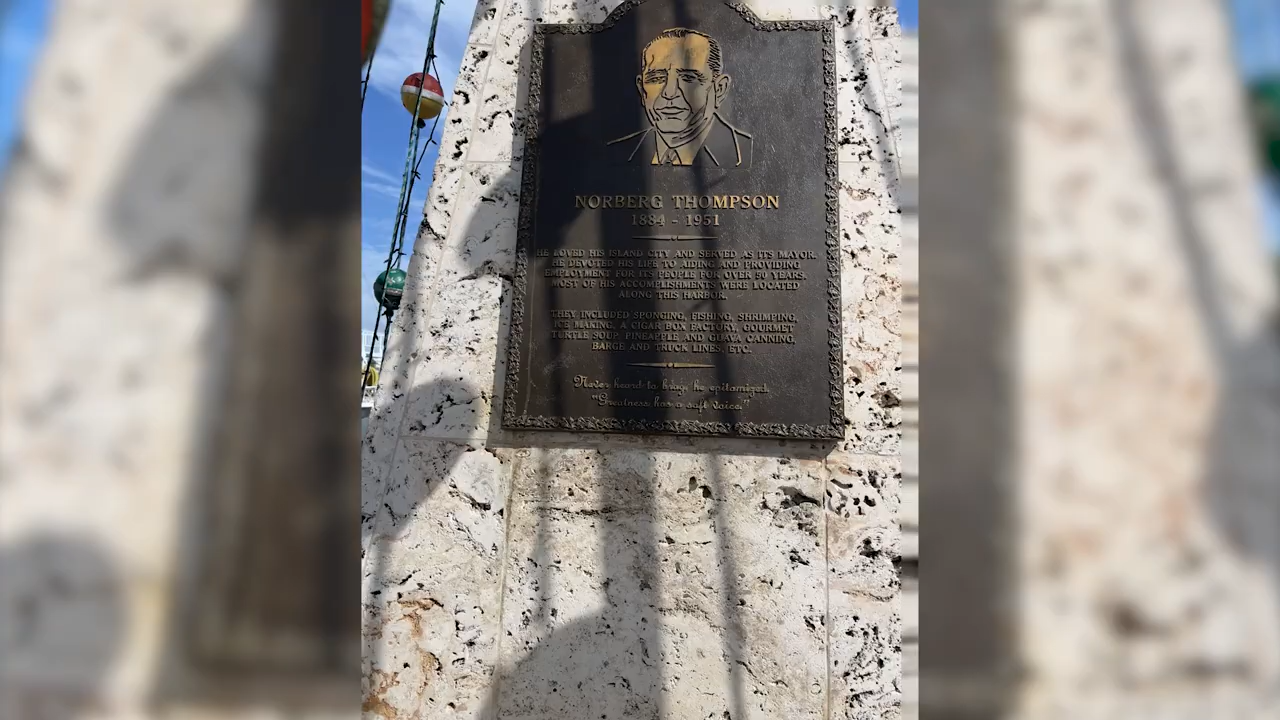 NORBERG THOMPSON
1884 - 1951
HE LOVED HIS ISLAND CITY AND SERVED AS ITS MAYOR.
HE DEVOTED HIS LIFE TO AIDING AND PROVIDING
EMPLOYMENT FOR ITS PEOPLE FOR OVER 50 YEARS.
MOST OF HIS ACCOMPLISHMENTS WERE LOCATED
ALONG THIS HARBOR.
THEY INCLUDED SPONGING, FISHING, SHRIMPING,
ICE MAKING, A CIGAR BOX FACTORY, GOURMET
TURTLE SOUP, PINEAPPLE AND GUAVA CANNING,
BARGE AND TRUCK LINES, ETC.
Never heard to brag, he epitomized,
"Greatness has a soft voice."